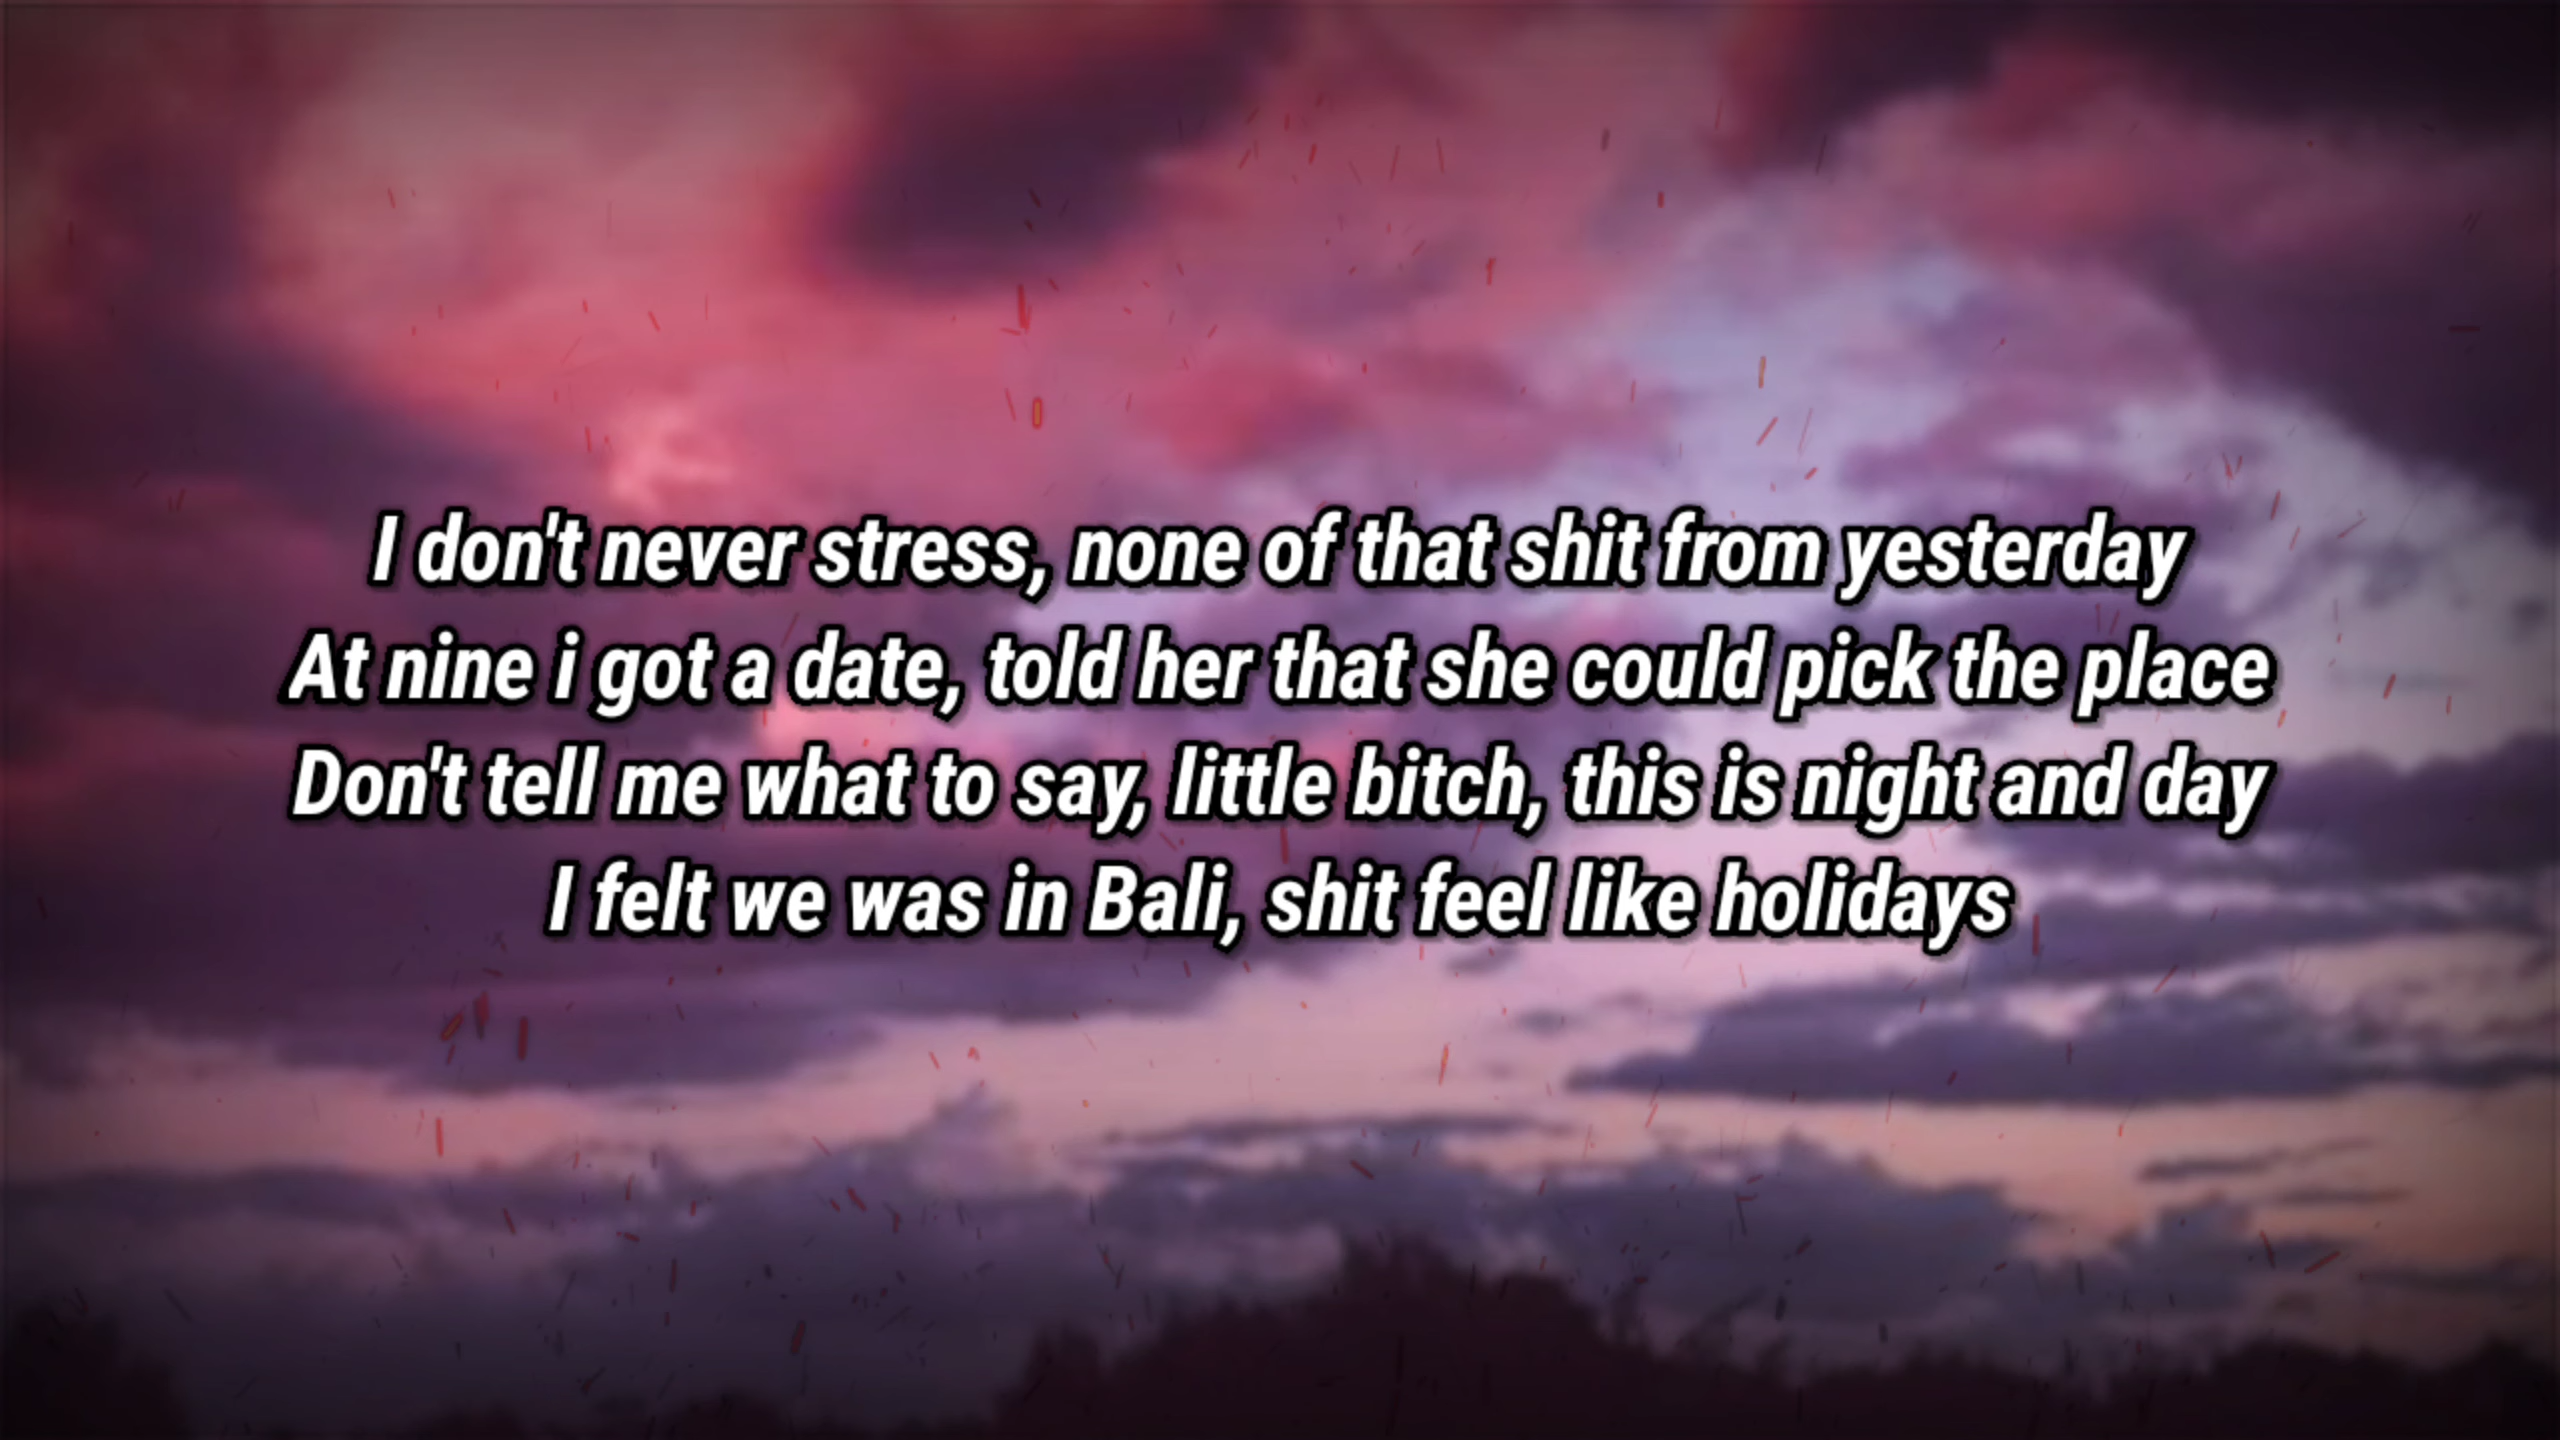 I don't never stress, none of that shit from yesterday
At nine i got a date, told her that she could pick the place
Don't tell me what to say, little bitch, this is night and day
I felt we was in Bali, shit feel like holidays